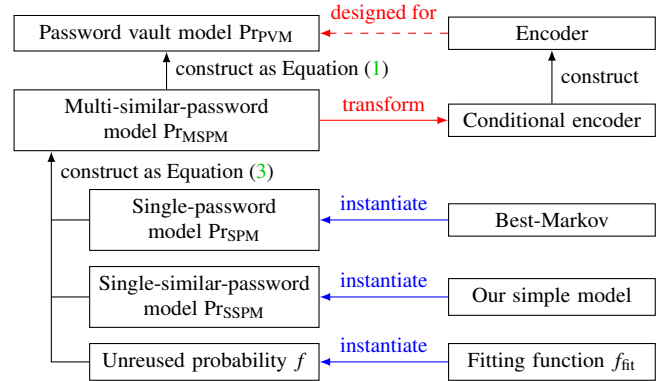 designed for
Password vault model Pr_PVM
Encoder
construct as Equation (1)
construct
Multi-similar-password
model Pr_MSPM
transform
Conditional encoder
construct as Equation (3)
Single-password
model Pr_SPM
instantiate
Best-Markov
Single-similar-password
model Pr_SSPM
instantiate
Our simple model
Unreused probability f
instantiate
Fitting function f_fit